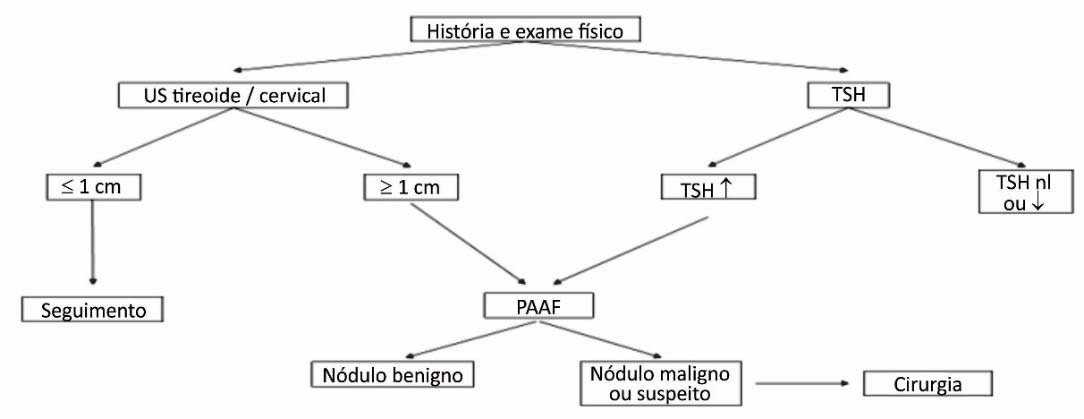 História e exame físico
US tireoide / cervical
TSH
≤ 1 cm
≥ 1 cm
TSH ↑
TSH nl
ou ↓
Seguimento
PAAF
Nódulo benigno
Nódulo maligno
ou suspeito
Cirurgia